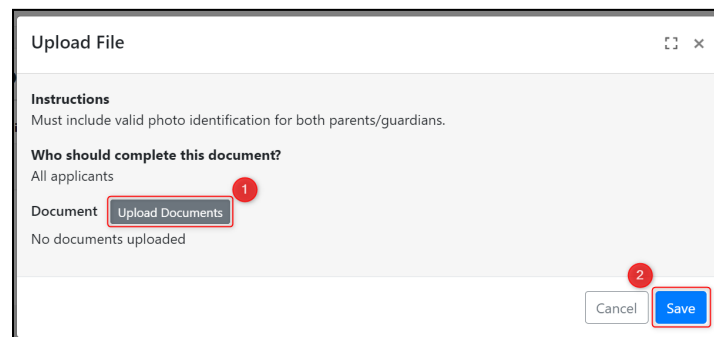 Upload File
Instructions
Must include valid photo identification for both parents/guardians.
Who should complete this document?
All applicants
1
Document Upload Documents
No documents uploaded
2
Cancel Save